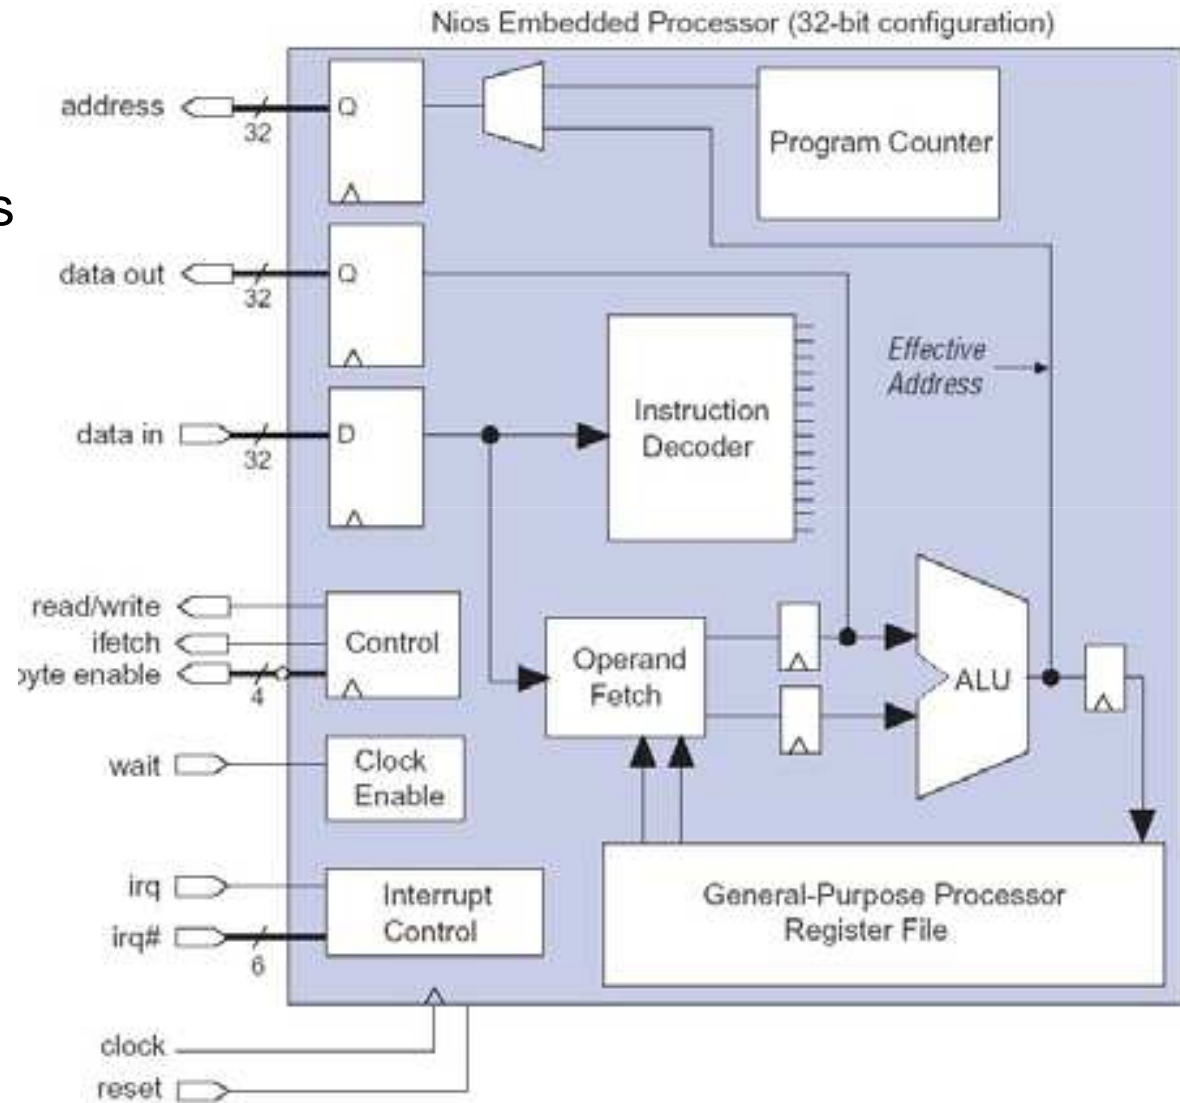 Nios Embedded Processor (32-bit configuration)
address
32
Q
Program Counter
s
data out
32
Q
Effective
Address
data in
32
D
Instruction
Decoder
read/write
ifetch
byte enable
4
Control
Operand
Fetch
ALU
wait
Clock
Enable
irq
irq#
6
Interrupt
Control
General-Purpose Processor
Register File
clock
reset